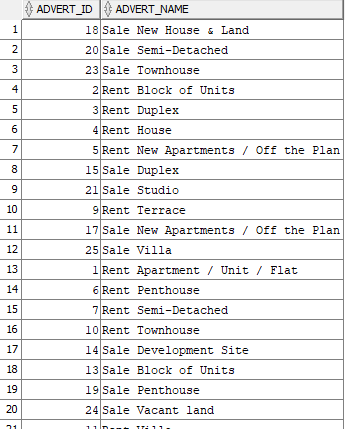 ADVERT_ID ADVERT_NAME
1 18 Sale New House & Land
2 20 Sale Semi-Detached
3 23 Sale Townhouse
4 2 Rent Block of Units
5 3 Rent Duplex
6 4 Rent House
7 5 Rent New Apartments / Off the Plan
8 15 Sale Duplex
9 21 Sale Studio
10 9 Rent Terrace
11 17 Sale New Apartments / Off the Plan
12 25 Sale Villa
13 1 Rent Apartment / Unit / Flat
14 6 Rent Penthouse
15 7 Rent Semi-Detached
16 10 Rent Townhouse
17 14 Sale Development Site
18 13 Sale Block of Units
19 19 Sale Penthouse
20 24 Sale Vacant land
21 11 Rent Villa